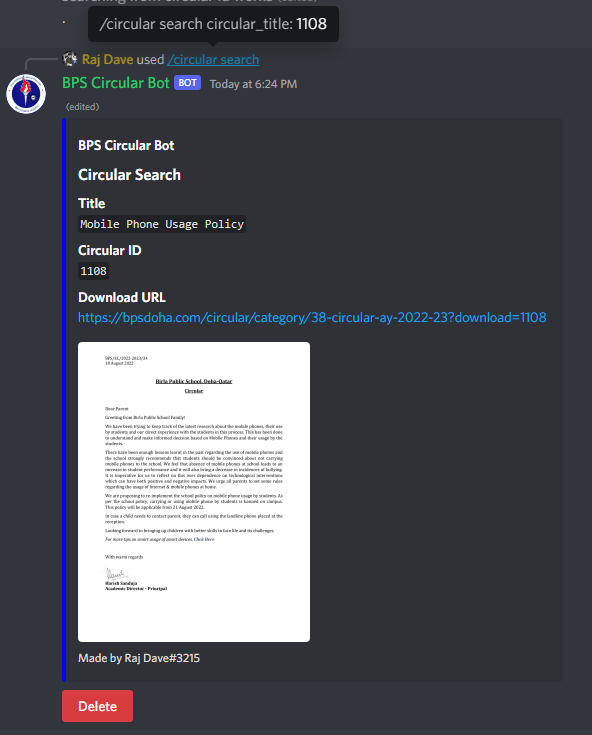 /circular search circular_title: 1108
Raj Dave used /circular search
BPS Circular Bot BOT Today at 6:24 PM
(edited)
BPS Circular Bot
Circular Search
Title
Mobile Phone Usage Policy
Circular ID
1108
Download URL
https://bpsdoha.com/circular/category/38-circular-ay-2022-23?download=1108
18 August 2022
Birla Public School, Doha-Qatar
Circular
Dear Parent
Greeting from Birla Public School Family!
We have been trying to keep track of the latest research about the mobile phones, their use
by students and our direct experience with the students in this process. This has been done
to understand and make informed decision based on Mobile Phones and their usage by the
students.
There have been enough lessons learnt in the past regarding the use of mobile phones and
the school strongly recommends that students should be convinced about not carrying
mobile phones to the school. We feel that absence of mobile phones at school leads to an
increase in student performance and it will also bring a decrease in incidences of bullying.
It is imperative for us to reflect on this over dependence on technological interventions
which can have both positive and negative impacts. We urge all parents to set some rules
regarding the usage of Internet & mobile phones at home.
We are proposing to re implement the school policy on mobile phone usage by students. As
per the school policy, carrying or using mobile phone by students is banned on campus.
This policy will be applicable from 21 August 2022.
In case a child needs to contact parent, they can call using the landline phone placed at the
reception.
Looking forward to bringing up children with better skills to face life and its challenges.
For more tips on smart usage of smart devices, Click Here
With warm regards
Harish Sanduja
Academic Director - Principal
Made by Raj Dave#3215
Delete